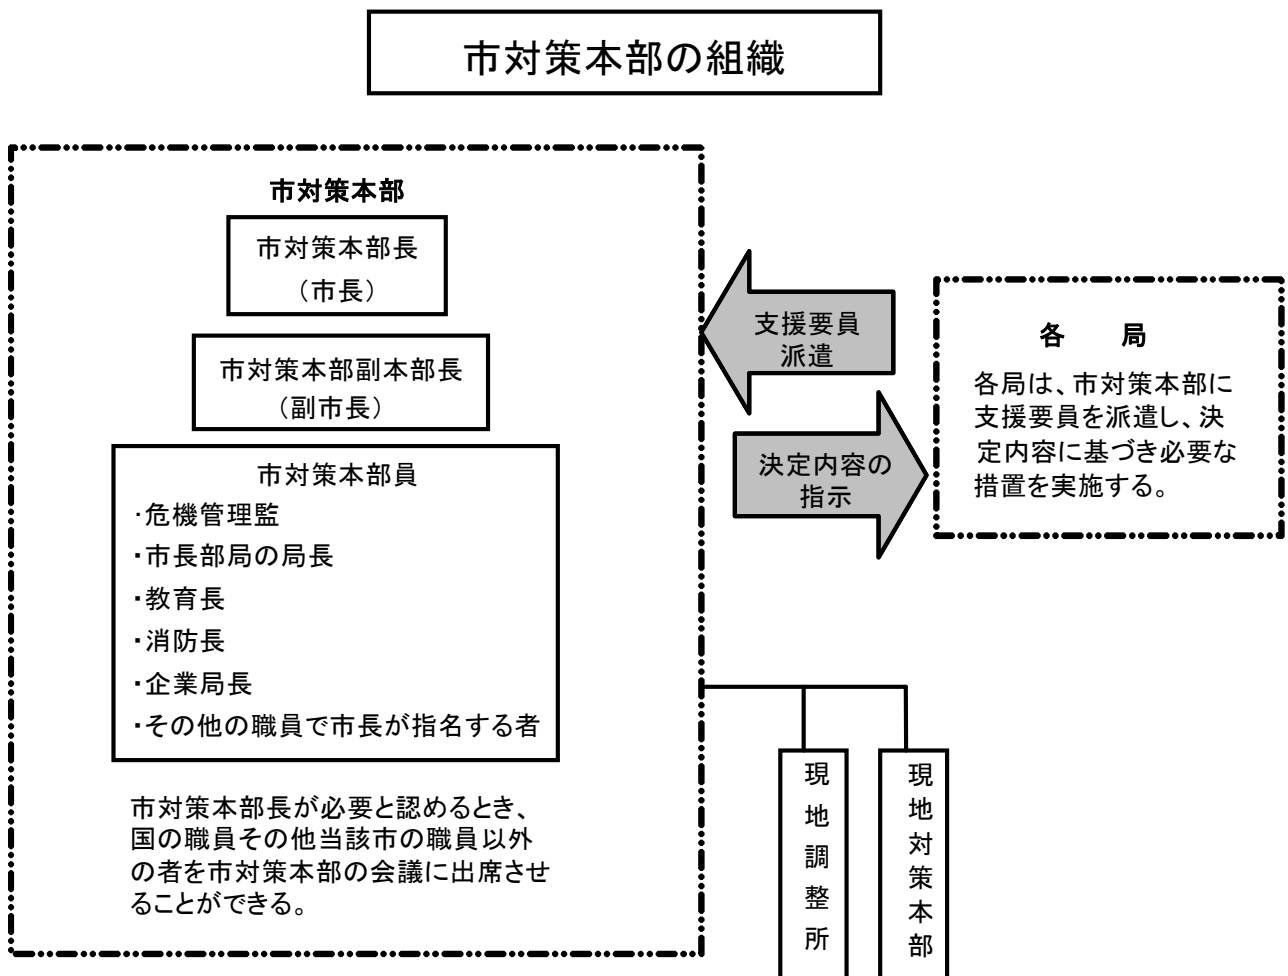 市対策本部の組織
市対策本部
市対策本部長
（市長）
市対策本部副本部長
（副市長）
市対策本部員
・危機管理監
・市長部局の局長
・教育長
・消防長
・企業局長
・その他の職員で市長が指名する者
市対策本部長が必要と認めるとき、
国の職員その他当該市の職員以外
の者を市対策本部の会議に出席させ
ることができる。
支援要員
派遣
決定内容の
指示
各　局
各局は、市対策本部に
支援要員を派遣し、決
定内容に基づき必要な
措置を実施する。
現地調整所
現地対策本部